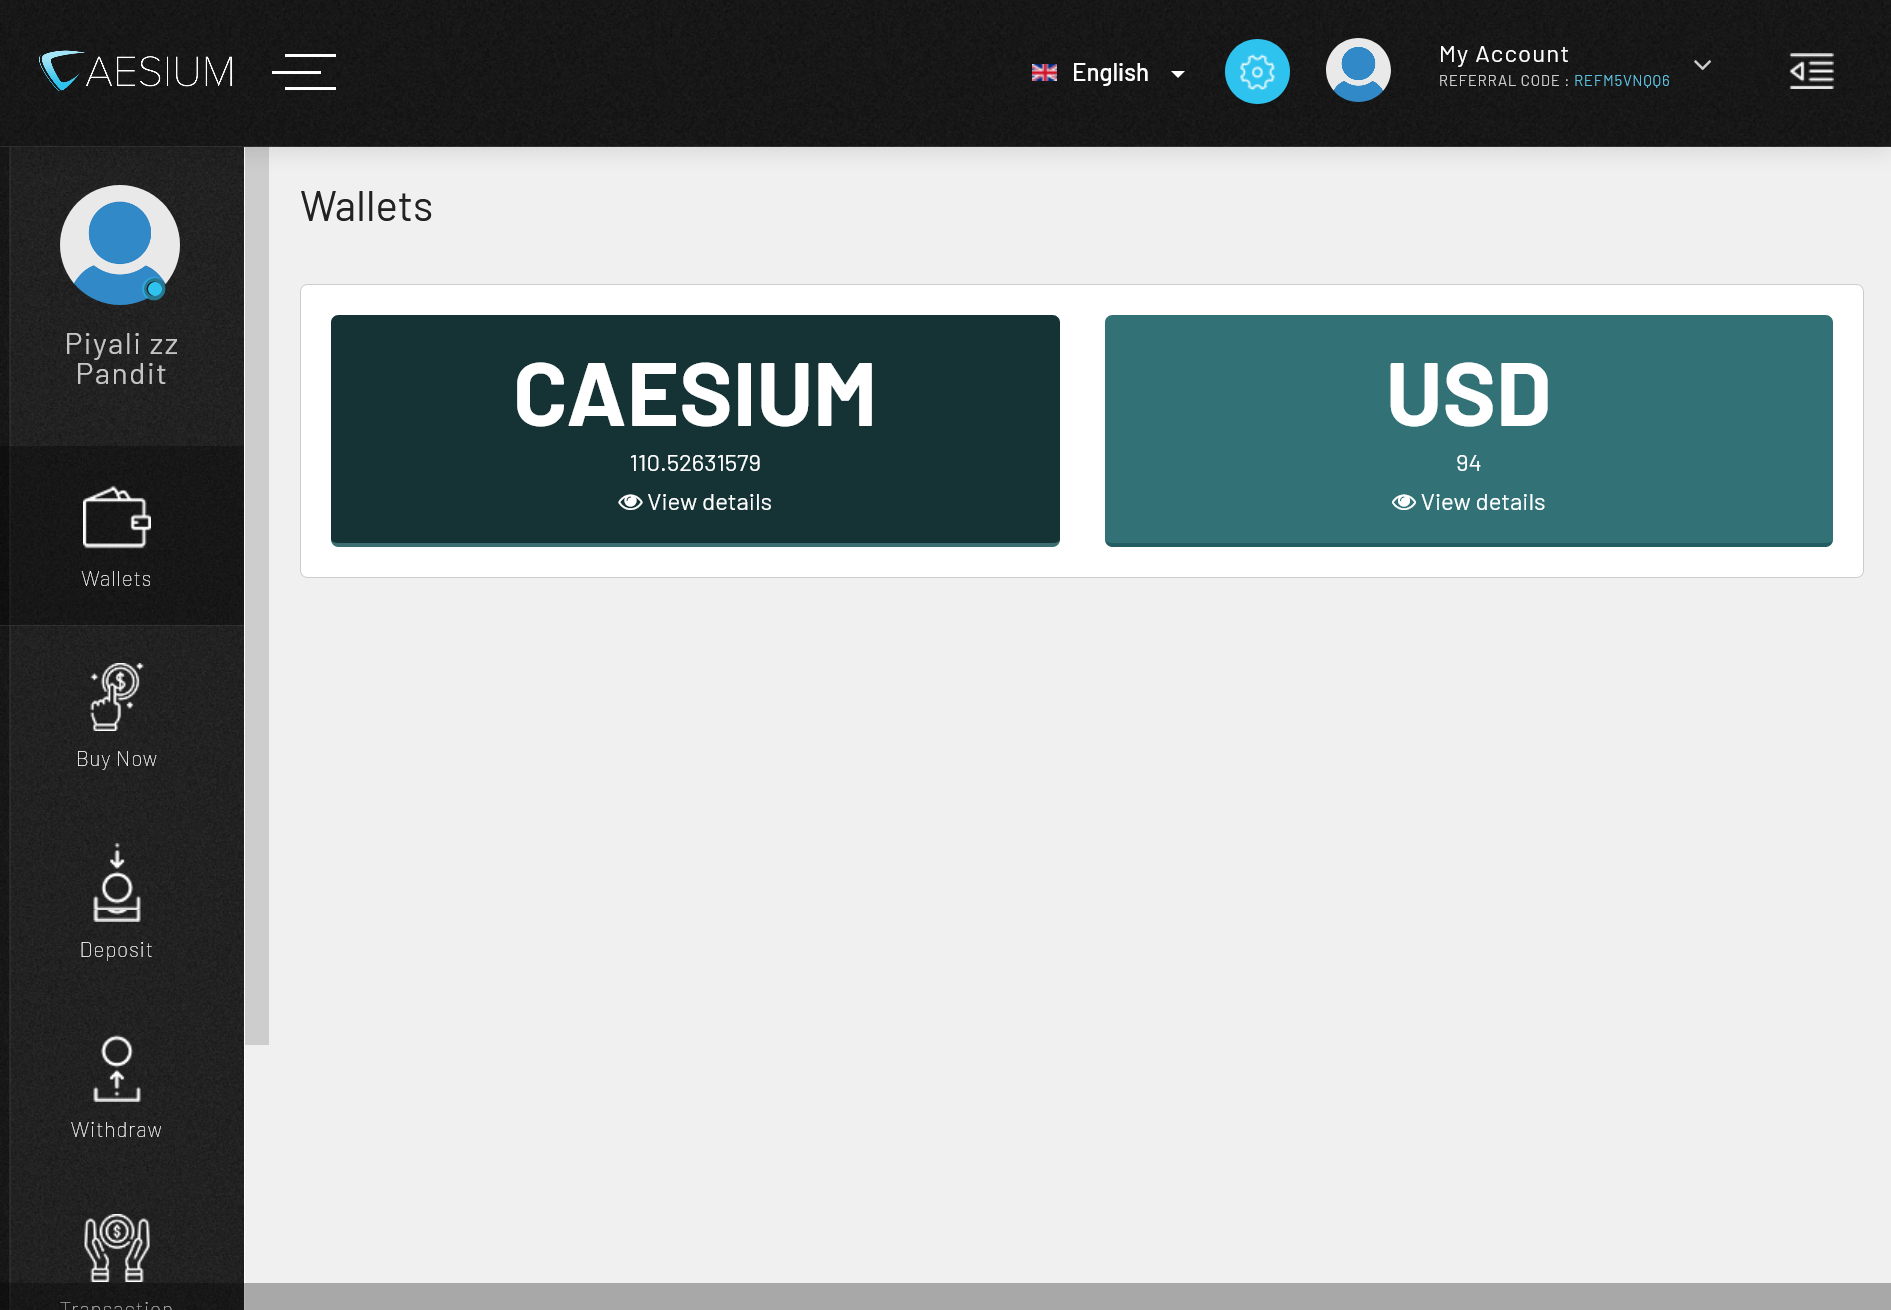 CAESIUM
English
My Account
REFERRAL CODE : REFM5VNQQ6
Piyali zz
Pandit
Wallets
Buy Now
Deposit
Withdraw
Transaction
Wallets
CAESIUM
110.52631579
View details
USD
94
View details